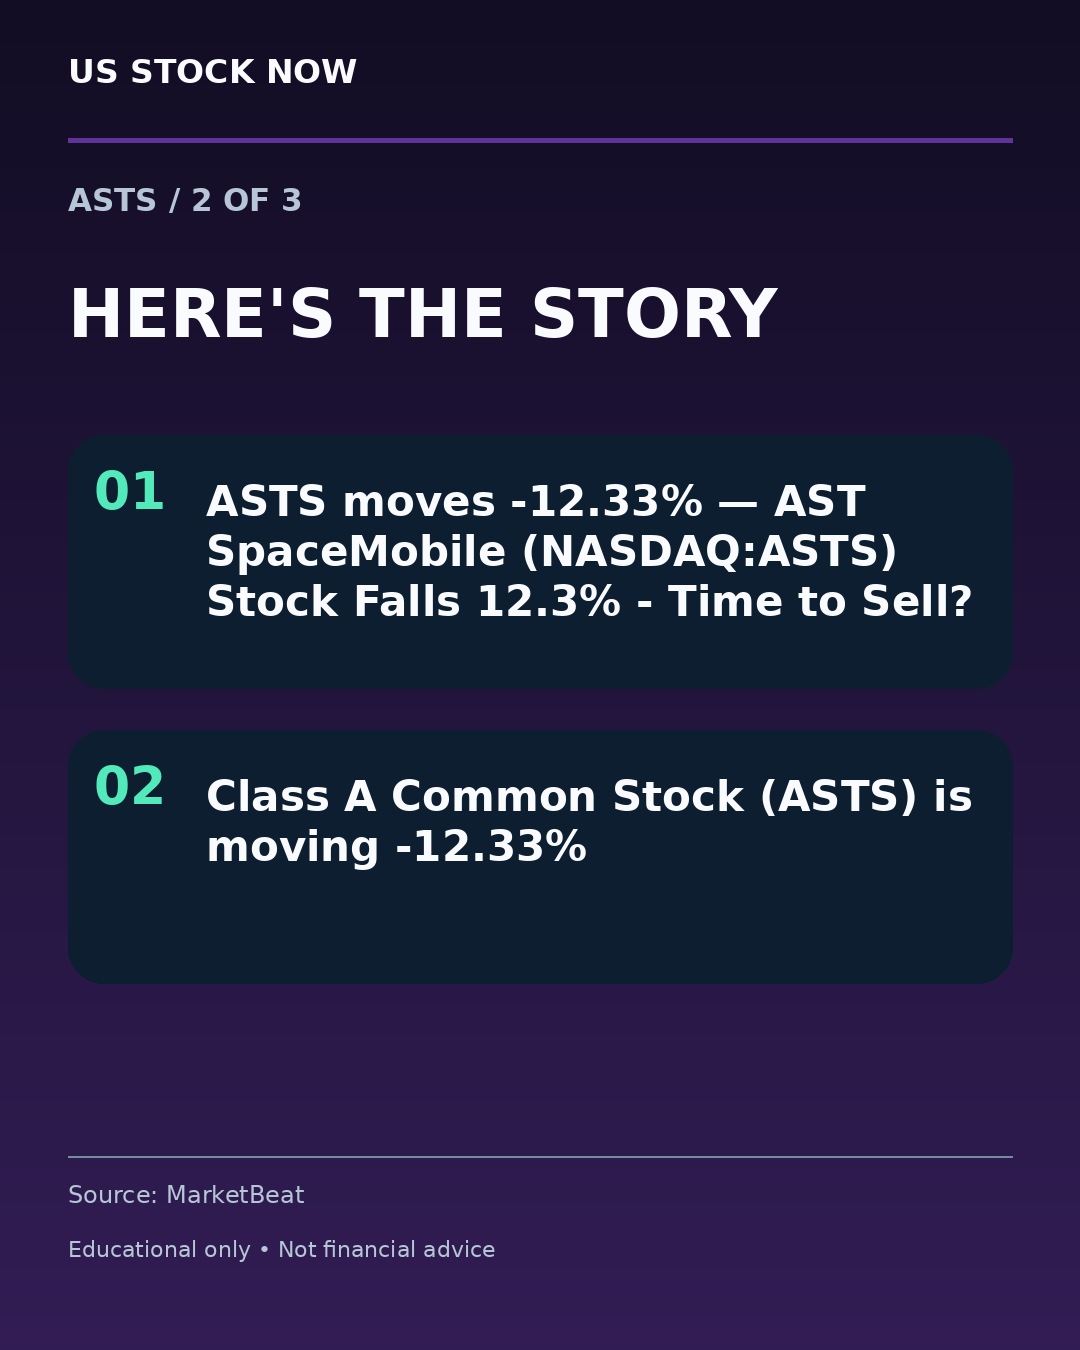 US STOCK NOW
ASTS / 2 OF 3
HERE'S THE STORY
01
ASTS moves -12.33% — AST
SpaceMobile (NASDAQ:ASTS)
Stock Falls 12.3% - Time to Sell?
02
Class A Common Stock (ASTS) is
moving -12.33%
Source: MarketBeat
Educational only • Not financial advice